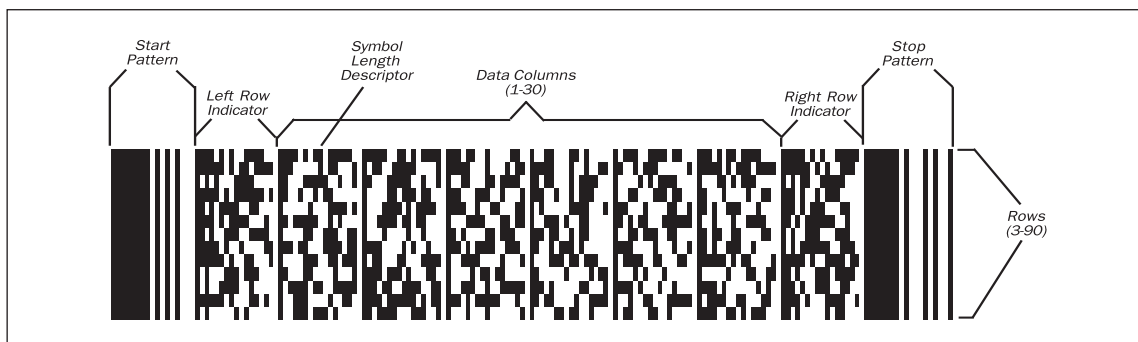 Start
Pattern
Left Row
Indicator
Symbol
Length
Descriptor
Data Columns
(1-30)
Right Row
Indicator
Stop
Pattern
Rows
(3-90)